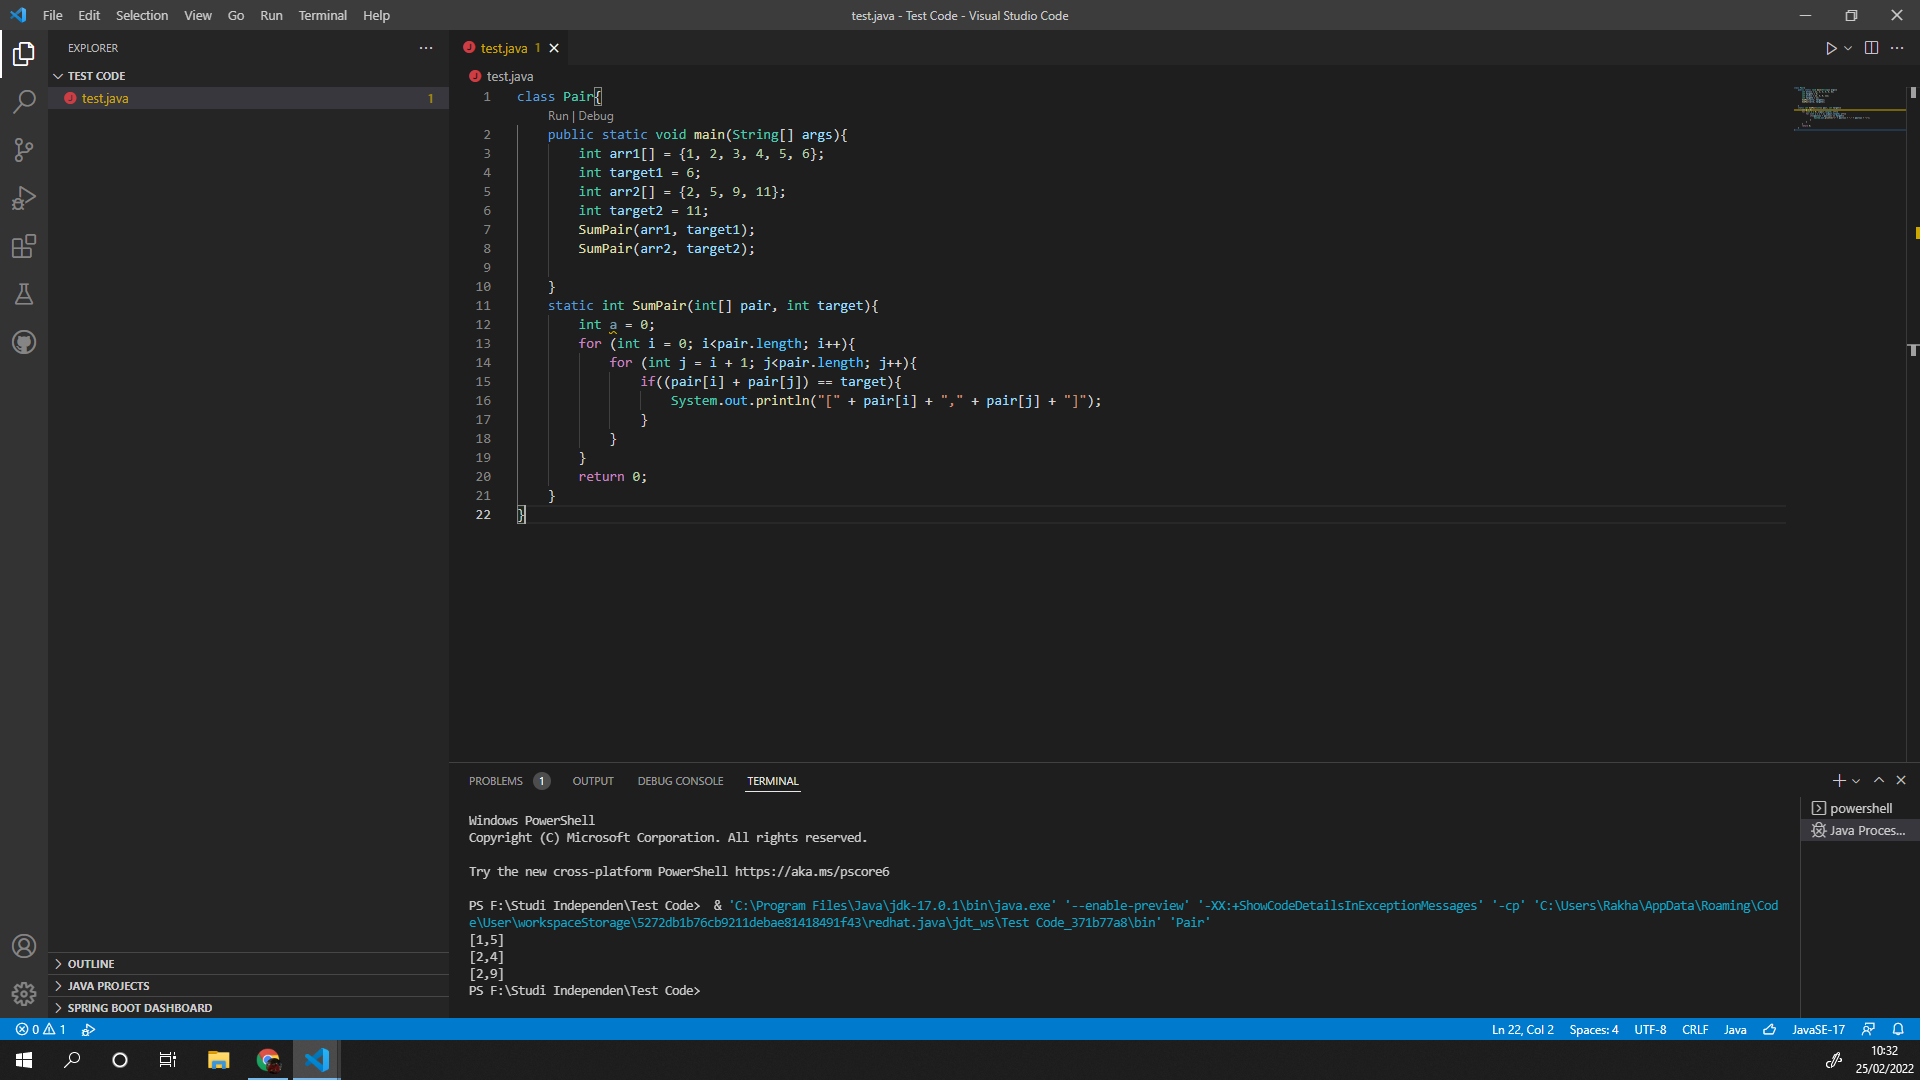 File Edit Selection View Go Run Terminal Help
test.java - Test Code - Visual Studio Code
EXPLORER
TEST CODE
test.java 1
test.java 1
test.java
1 class Pair{
Run | Debug
2 public static void main(String[] args){
3 int arr1[] = {1, 2, 3, 4, 5, 6};
4 int target1 = 6;
5 int arr2[] = {2, 5, 9, 11};
6 int target2 = 11;
7 SumPair(arr1, target1);
8 SumPair(arr2, target2);
9
10 }
11 static int SumPair(int[] pair, int target){
12 int a = 0;
13 for (int i = 0; i<pair.length; i++){
14 for (int j = i + 1; j<pair.length; j++){
15 if((pair[i] + pair[j]) == target){
16 System.out.println("[" + pair[i] + "," + pair[j] + "]");
17 }
18 }
19 }
20 return 0;
21 }
22 }
PROBLEMS 1 OUTPUT DEBUG CONSOLE TERMINAL
powershell
Java Proces...
Windows PowerShell
Copyright (C) Microsoft Corporation. All rights reserved.
Try the new cross-platform PowerShell https://aka.ms/pscore6
PS F:\Studi Independen\Test Code>  & 'C:\Program Files\Java\jdk-17.0.1\bin\java.exe' '--enable-preview' '-XX:+ShowCodeDetailsInExceptionMessages' '-cp' 'C:\Users\Rakha\AppData\Roaming\Cod
e\User\workspaceStorage\5272db1b76cb9211debae81418491f43\redhat.java\jdt_ws\Test Code_371b77a8\bin' 'Pair'
[1,5]
[2,4]
[2,9]
PS F:\Studi Independen\Test Code>
OUTLINE
JAVA PROJECTS
SPRING BOOT DASHBOARD
0 1
Ln 22, Col 2 Spaces: 4 UTF-8 CRLF Java JavaSE-17
10:32
25/02/2022